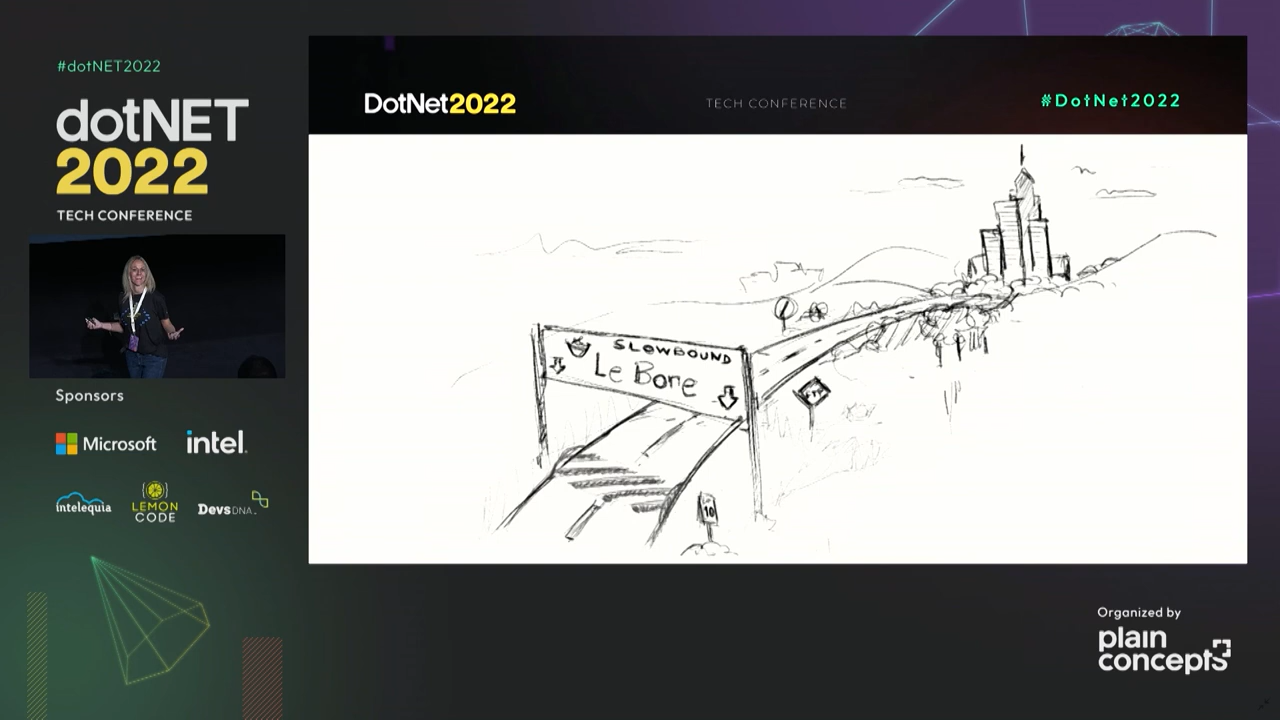 #dotNET2022
dotNET
2022
TECH CONFERENCE
Sponsors
Microsoft
intel.
intelequia
LEMON
CODE
DevsDNA
DotNet2022
TECH CONFERENCE
#DotNet2022
SLOWBOUND
Le Bore
10
Organized by
plain
concepts